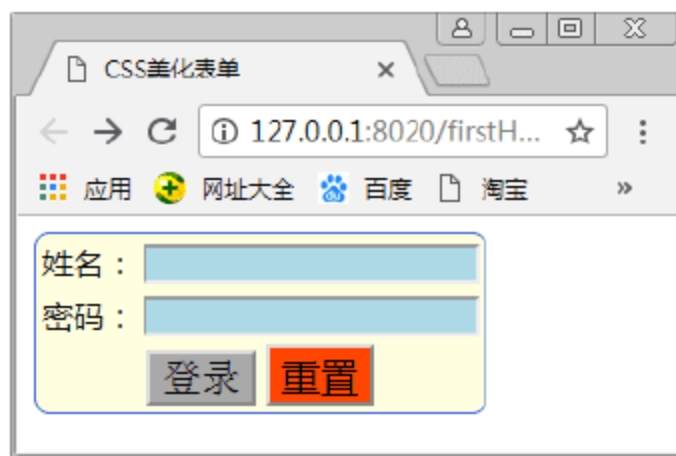 CSS美化表单
127.0.0.1:8020/firstH...
应用 网址大全 百度 淘宝 »
姓名：
密码：
登录 重置